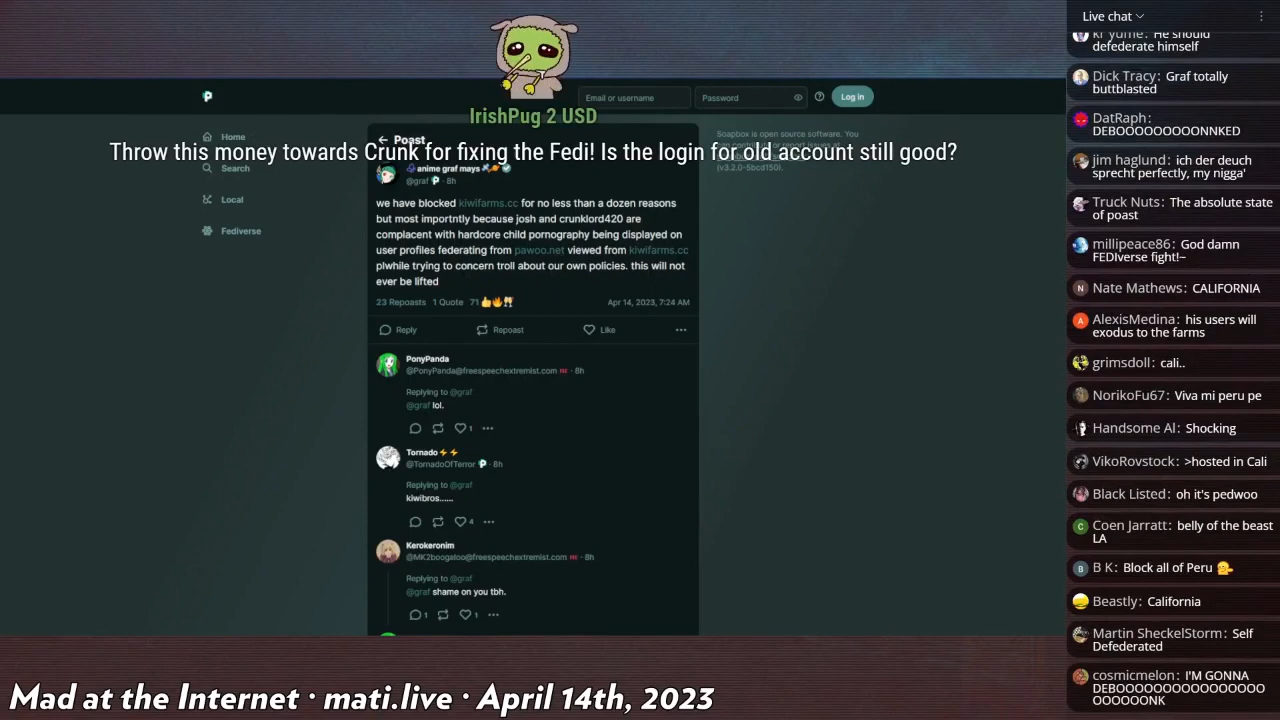 Live chat
kr_yume: He should
defederate himself
Dick Tracy: Graf totally
buttblasted
DatRaph:
DEBOOOOOOOOONNKED
jim haglund: ich der deuch
sprecht perfectly, my nigga'
Truck Nuts: The absolute state
of poast
millipeace86: God damn
FEDIverse fight!~
Nate Mathews: CALIFORNIA
AlexisMedina: his users will
exodus to the farms
grimsdoll: cali..
NorikoFu67: Viva mi peru pe
Handsome Al: Shocking
VikoRovstock: >hosted in Cali
Black Listed: oh it's pedwoo
Coen Jarratt: belly of the beast
LA
B K: Block all of Peru
Beastly: California
Martin SheckelStorm: Self
Defederated
cosmicmelon: I'M GONNA
DEBOOOOOOOOOOOOOOO
OOOOOONK
Email or username
Password
Log in
IrishPug 2 USD
Throw this money towards Crunk for fixing the Fedi! Is the login for old account still good?
Home
Search
Local
Fediverse
← Poast
Soapbox is open source software. You
(v3.2.0-5bcd150).
anime graf mays
@graf · 8h
we have blocked kiwifarms.cc for no less than a dozen reasons
but most importntly because josh and crunklord420 are
complacent with hardcore child pornography being displayed on
user profiles federating from pawoo.net viewed from kiwifarms.cc
plwhile trying to concern troll about our own policies. this will not
ever be lifted
23 Repoasts 1 Quote 71
Apr 14, 2023, 7:24 AM
Reply
Repoast
Like
PonyPanda
@PonyPanda@freespeechextremist.com · 8h
Replying to @graf
@graf lol.
1
Tornado
@TornadoOfTerror · 8h
Replying to @graf
kiwibros......
4
Kerokeronim
@MK2boogaloo@freespeechextremist.com · 8h
Replying to @graf
@graf shame on you tbh.
1 1
Mad at the Internet · mati.live · April 14th, 2023